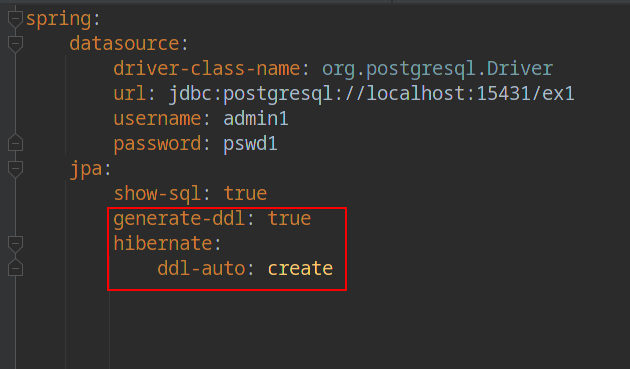 spring:
    datasource:
        driver-class-name: org.postgresql.Driver
        url: jdbc:postgresql://localhost:15431/ex1
        username: admin1
        password: pswd1
    jpa:
        show-sql: true
        generate-ddl: true
        hibernate:
            ddl-auto: create